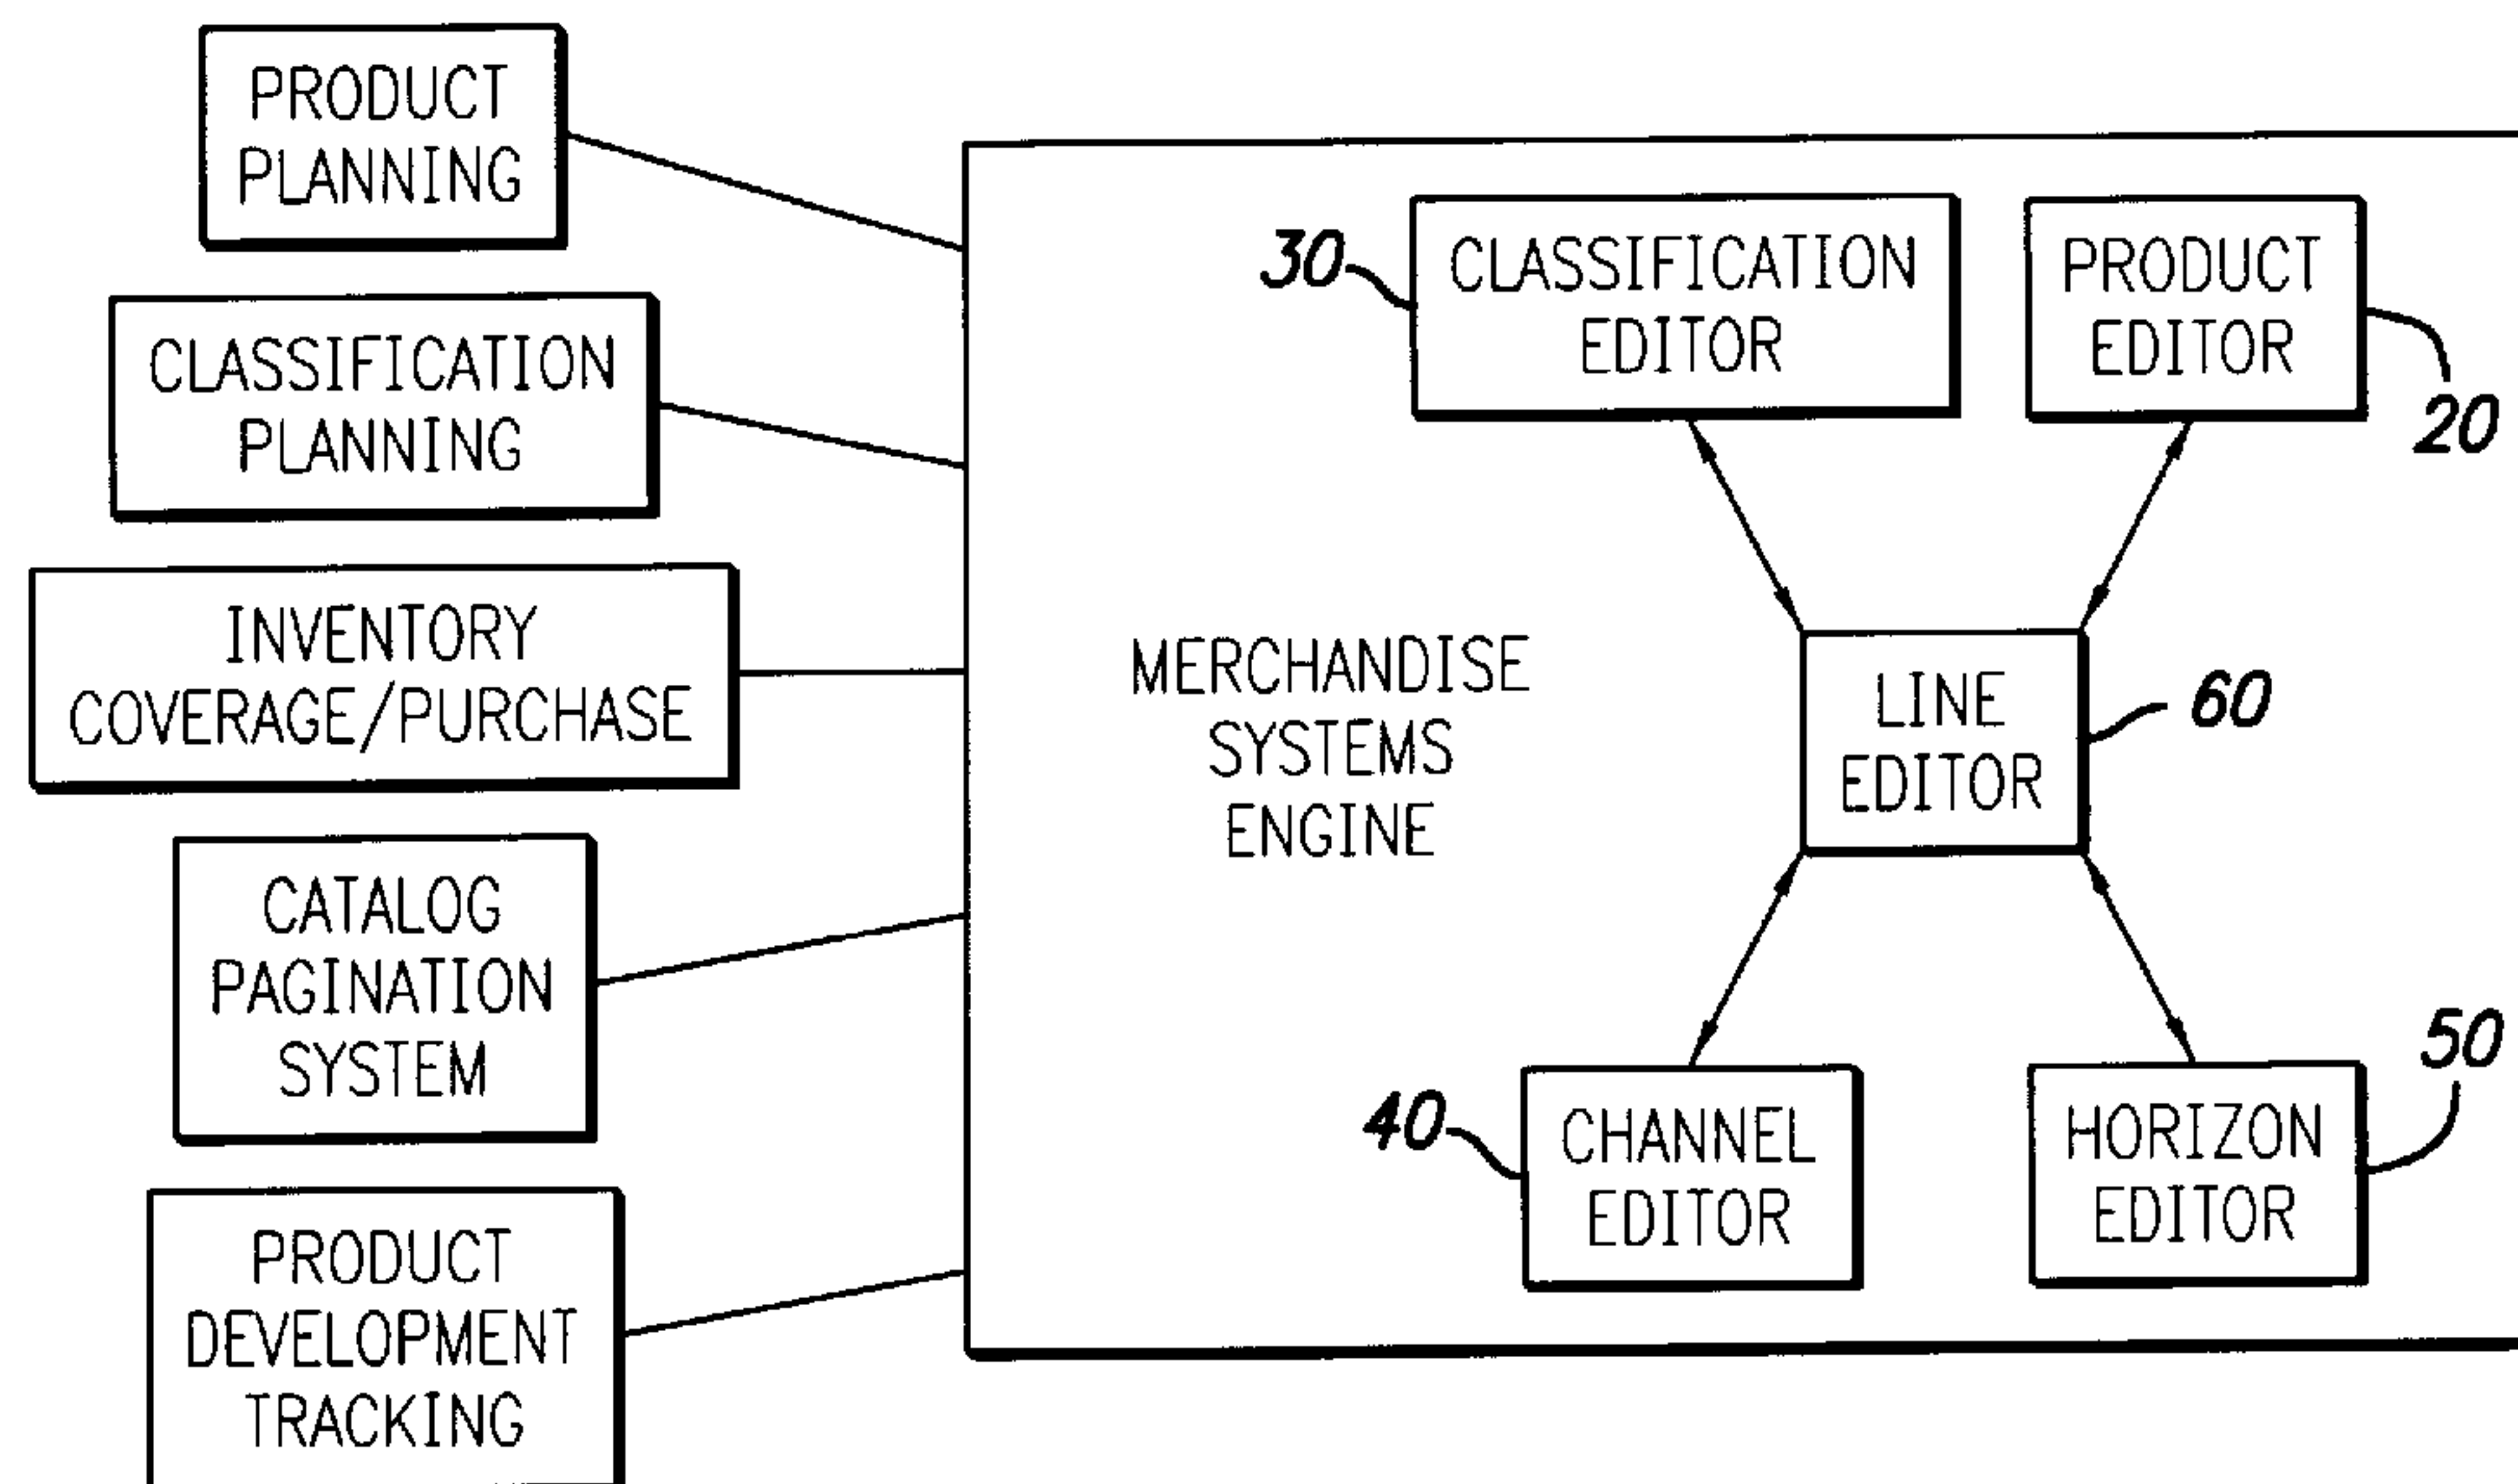 PRODUCT
PLANNING
CLASSIFICATION
PLANNING
INVENTORY
COVERAGE/PURCHASE
CATALOG
PAGINATION
SYSTEM
PRODUCT
DEVELOPMENT
TRACKING
MERCHANDISE
SYSTEMS
ENGINE
30
CLASSIFICATION
EDITOR
PRODUCT
EDITOR
20
LINE
EDITOR
60
40
CHANNEL
EDITOR
HORIZON
EDITOR
50